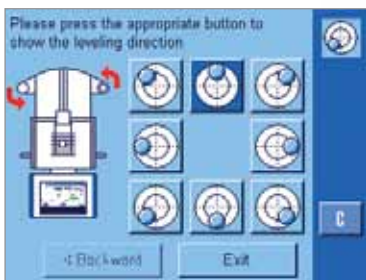 Please press the appropriate button to
show the leveling direction
C
◁ Backward
Exit